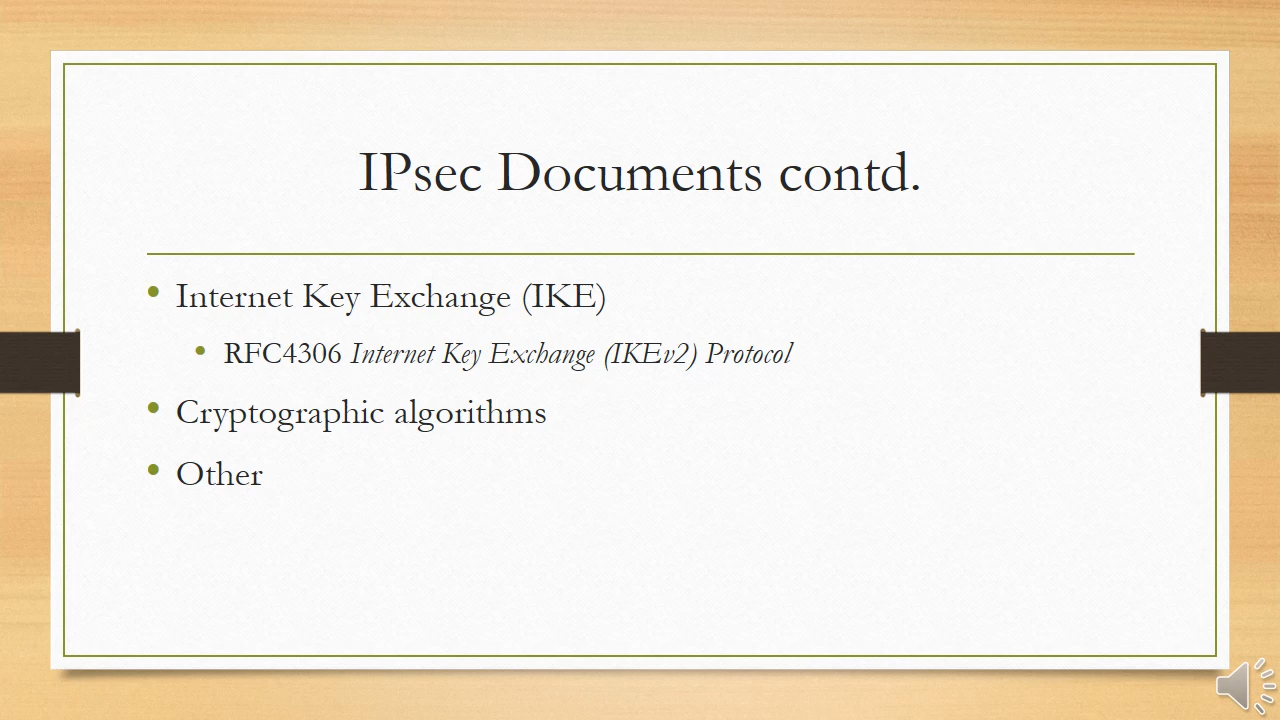 IPsec Documents contd.
Internet Key Exchange (IKE)
RFC4306 Internet Key Exchange (IKEv2) Protocol
Cryptographic algorithms
Other